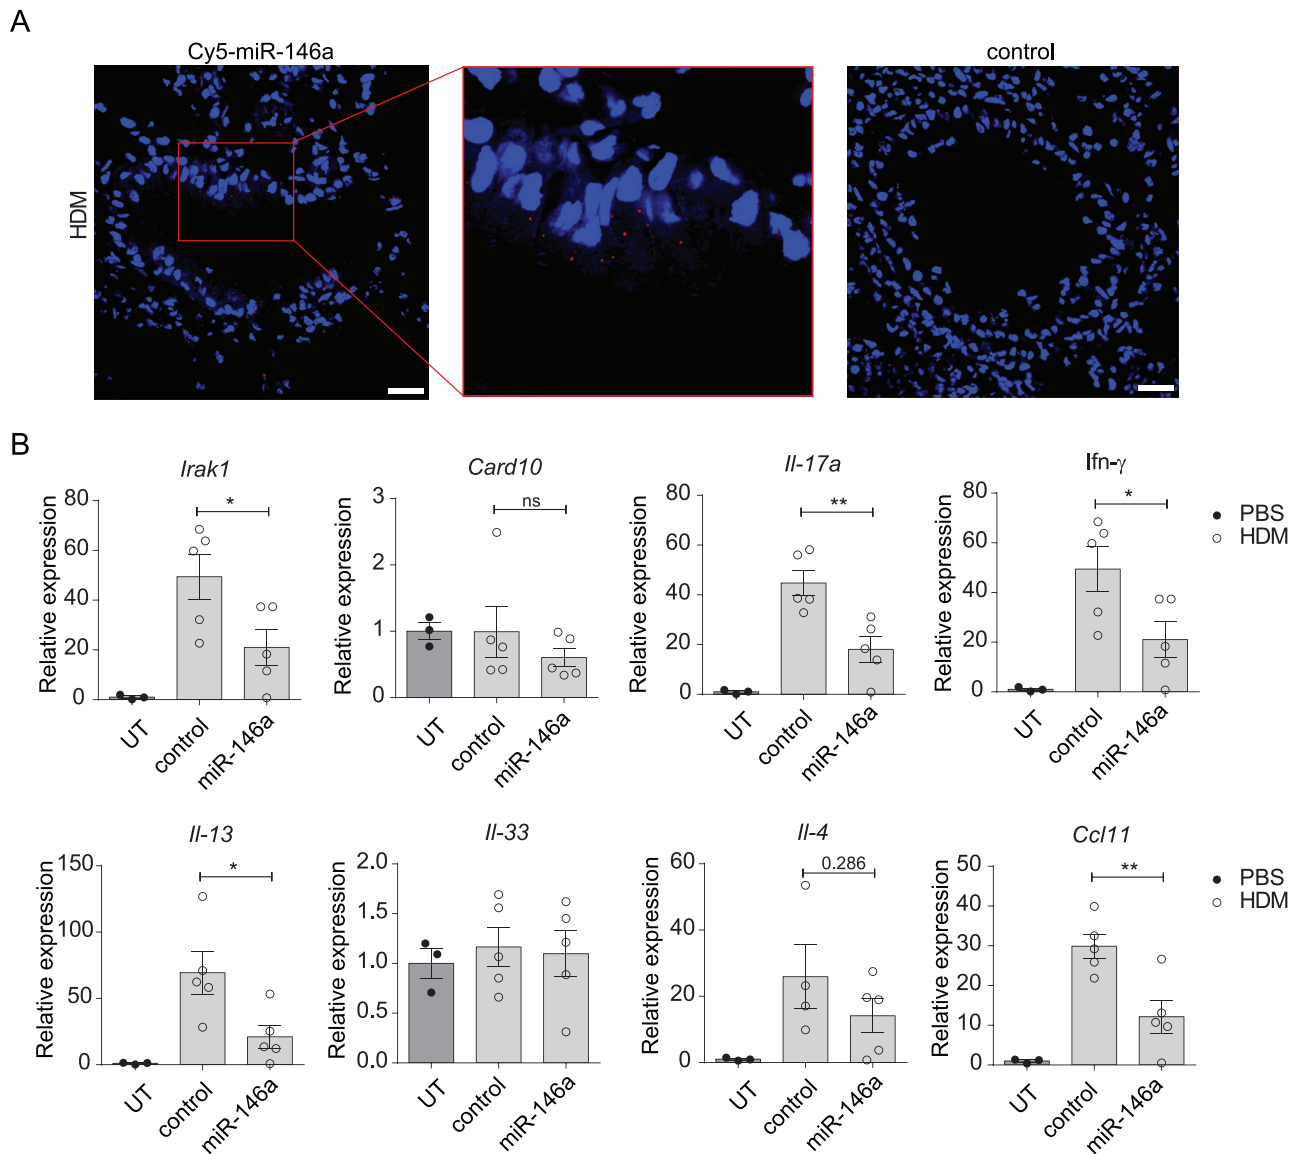 A
Cy5-miR-146a
control
HDM
B
Irak1
Relative expression
80
60
40
20
0
*
UT
control
miR-146a
Card10
Relative expression
3
2
1
0
ns
UT
control
miR-146a
Il-17a
Relative expression
80
60
40
20
0
**
UT
control
miR-146a
Ifn-γ
Relative expression
80
60
40
20
0
*
UT
control
miR-146a
PBS
HDM
Il-13
Relative expression
150
100
50
0
*
UT
control
miR-146a
Il-33
Relative expression
2.0
1.5
1.0
0.5
0.0
UT
control
miR-146a
Il-4
Relative expression
60
40
20
0
0.286
UT
control
miR-146a
Ccl11
Relative expression
50
40
30
20
10
0
**
UT
control
miR-146a
PBS
HDM